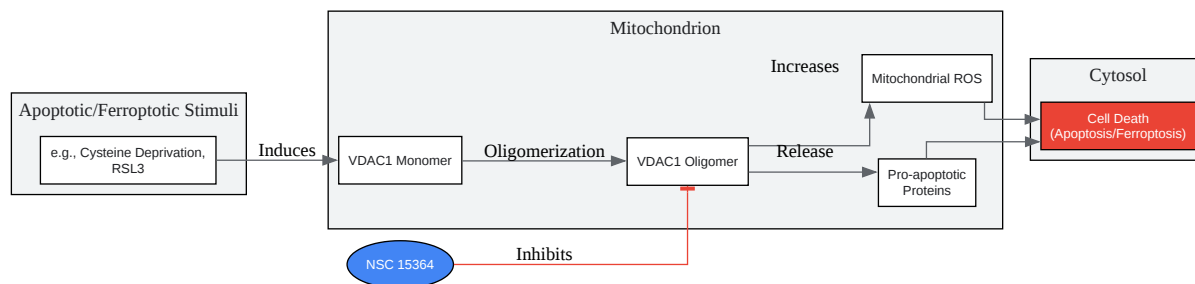 Mitochondrion
Increases
Mitochondrial ROS
Cytosol
Apoptotic/Ferroptotic Stimuli
Cell Death
(Apoptosis/Ferroptosis)
e.g., Cysteine Deprivation,
RSL3
Induces
VDAC1 Monomer
Oligomerization
VDAC1 Oligomer
Release
Pro-apoptotic
Proteins
NSC 15364
Inhibits